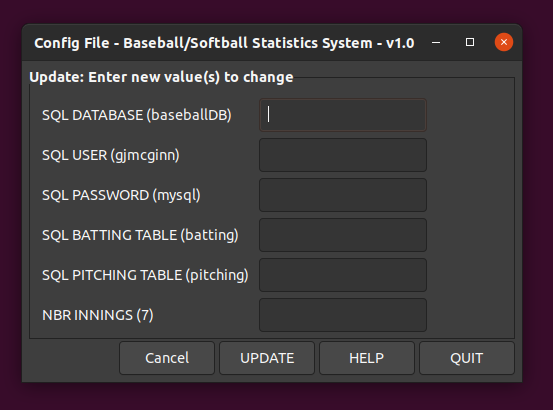 Config File - Baseball/Softball Statistics System - v1.0
Update: Enter new value(s) to change
SQL DATABASE (baseballDB)
SQL USER (gjmcginn)
SQL PASSWORD (mysql)
SQL BATTING TABLE (batting)
SQL PITCHING TABLE (pitching)
NBR INNINGS (7)
Cancel UPDATE HELP QUIT